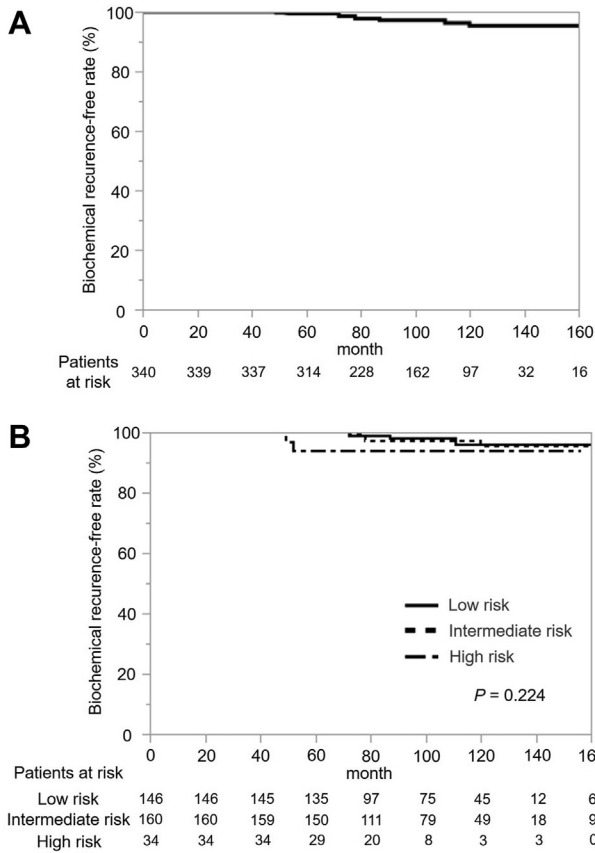 A
Biochemical recurence-free rate (%)
100
80
60
40
20
0
0 20 40 60 80 100 120 140 160
month
Patients
at risk
340 339 337 314 228 162 97 32 16
B
Biochemical recurence-free rate (%)
100
80
60
40
20
0
Low risk
Intermediate risk
High risk
P = 0.224
0 20 40 60 80 100 120 140 160
Patients at risk
month
Low risk 146 146 145 135 97 75 45 12 6
Intermediate risk 160 160 159 150 111 79 49 18 9
High risk 34 34 34 29 20 8 3 3 0